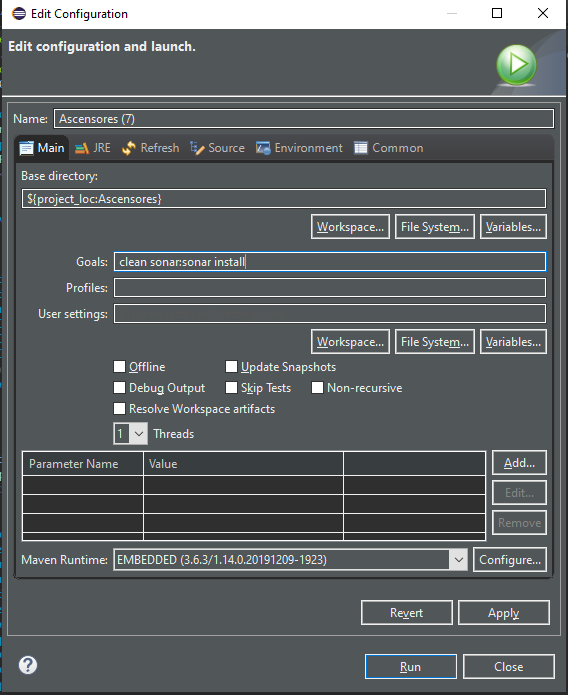 Edit Configuration
Edit configuration and launch.
Name: Ascensores (7)
Main JRE Refresh Source Environment Common
Base directory:
${project_loc:Ascensores}
Workspace... File System... Variables...
Goals: clean sonar:sonar install
Profiles:
User settings:
Workspace... File System... Variables...
Offline Update Snapshots
Debug Output Skip Tests Non-recursive
Resolve Workspace artifacts
1 Threads
Parameter Name Value
Add...
Edit...
Remove
Maven Runtime: EMBEDDED (3.6.3/1.14.0.20191209-1923) Configure...
Revert Apply
? Run Close